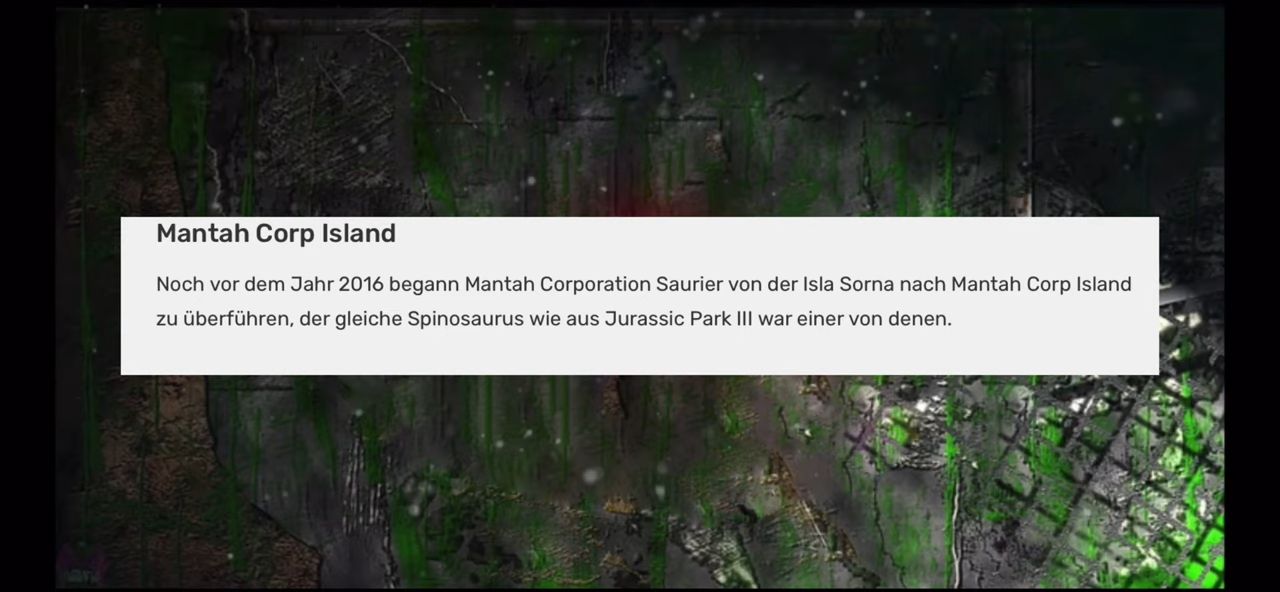 Mantah Corp Island
Noch vor dem Jahr 2016 begann Mantah Corporation Saurier von der Isla Sorna nach Mantah Corp Island
zu überführen, der gleiche Spinosaurus wie aus Jurassic Park III war einer von denen.